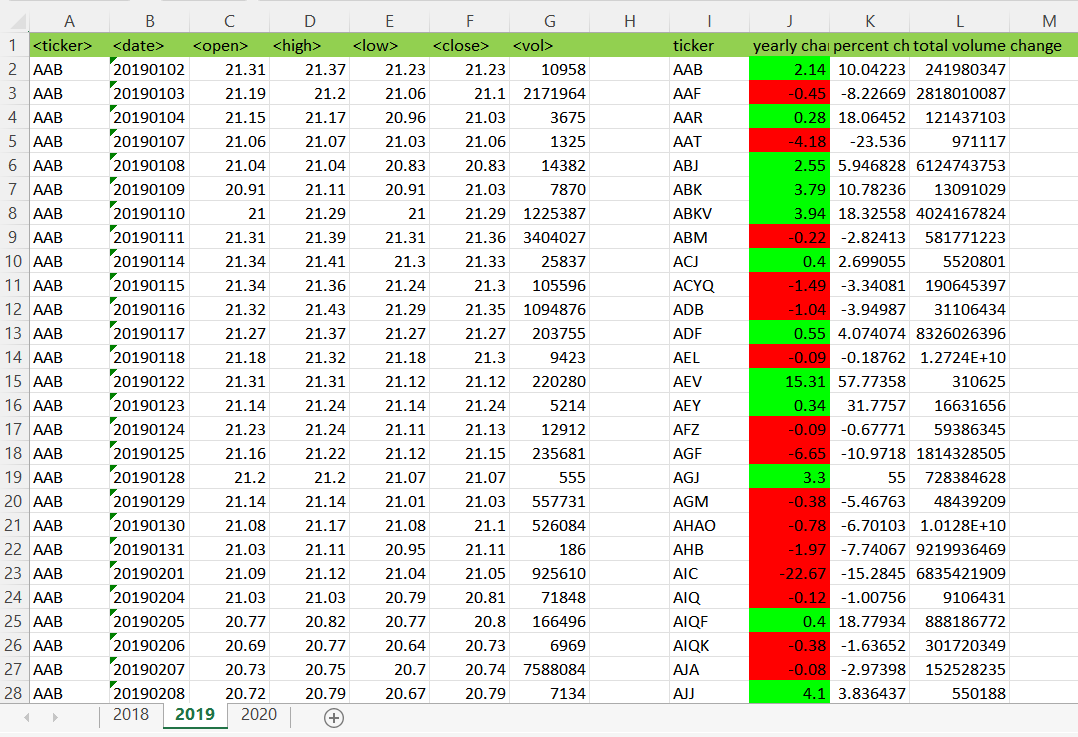 A B C D E F G H I J K L M
1 <ticker> <date> <open> <high> <low> <close> <vol> ticker yearly chan percent ch total volume change
2 AAB 20190102 21.31 21.37 21.23 21.23 10958 AAB 2.14 10.04223 241980347
3 AAB 20190103 21.19 21.2 21.06 21.1 2171964 AAF -0.45 -8.22669 2818010087
4 AAB 20190104 21.15 21.17 20.96 21.03 3675 AAR 0.28 18.06452 121437103
5 AAB 20190107 21.06 21.07 21.03 21.06 1325 AAT -4.18 -23.536 971117
6 AAB 20190108 21.04 21.04 20.83 20.83 14382 ABJ 2.55 5.946828 6124743753
7 AAB 20190109 20.91 21.11 20.91 21.03 7870 ABK 3.79 10.78236 13091029
8 AAB 20190110 21 21.29 21 21.29 1225387 ABKV 3.94 18.32558 4024167824
9 AAB 20190111 21.31 21.39 21.31 21.36 3404027 ABM -0.22 -2.82413 581771223
10 AAB 20190114 21.34 21.41 21.3 21.33 25837 ACJ 0.4 2.699055 5520801
11 AAB 20190115 21.34 21.36 21.24 21.3 105596 ACYQ -1.49 -3.34081 190645397
12 AAB 20190116 21.32 21.43 21.29 21.35 1094876 ADB -1.04 -3.94987 31106434
13 AAB 20190117 21.27 21.37 21.27 21.27 203755 ADF 0.55 4.074074 8326026396
14 AAB 20190118 21.18 21.32 21.18 21.3 9423 AEL -0.09 -0.18762 1.2724E+10
15 AAB 20190122 21.31 21.31 21.12 21.12 220280 AEV 15.31 57.77358 310625
16 AAB 20190123 21.14 21.24 21.14 21.24 5214 AEY 0.34 31.7757 16631656
17 AAB 20190124 21.23 21.24 21.11 21.13 12912 AFZ -0.09 -0.67771 59386345
18 AAB 20190125 21.16 21.22 21.12 21.15 235681 AGF -6.65 -10.9718 1814328505
19 AAB 20190128 21.2 21.2 21.07 21.07 555 AGJ 3.3 55 728384628
20 AAB 20190129 21.14 21.14 21.01 21.03 557731 AGM -0.38 -5.46763 48439209
21 AAB 20190130 21.08 21.17 21.08 21.1 526084 AHAO -0.78 -6.70103 1.0128E+10
22 AAB 20190131 21.03 21.11 20.95 21.11 186 AHB -1.97 -7.74067 9219936469
23 AAB 20190201 21.09 21.12 21.04 21.05 925610 AIC -22.67 -15.2845 6835421909
24 AAB 20190204 21.03 21.03 20.79 20.81 71848 AIQ -0.12 -1.00756 9106431
25 AAB 20190205 20.77 20.82 20.77 20.8 166496 AIQF 0.4 18.77934 888186772
26 AAB 20190206 20.69 20.77 20.64 20.73 6969 AIQK -0.38 -1.63652 301720349
27 AAB 20190207 20.73 20.75 20.7 20.74 7588084 AJA -0.08 -2.97398 152528235
28 AAB 20190208 20.72 20.79 20.67 20.79 7134 AJJ 4.1 3.836437 550188
2018 2019 2020